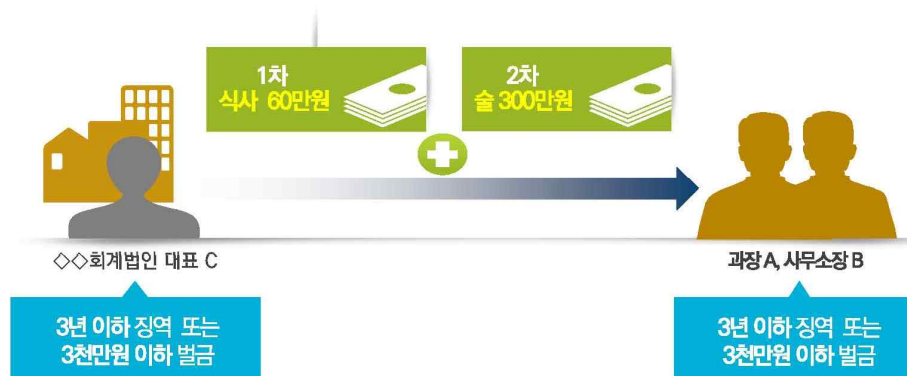 1차
식사 60만원
2차
술 300만원
◇◇회계법인 대표 C
과장 A, 사무소장 B
3년 이하 징역 또는
3천만원 이하 벌금
3년 이하 징역 또는
3천만원 이하 벌금